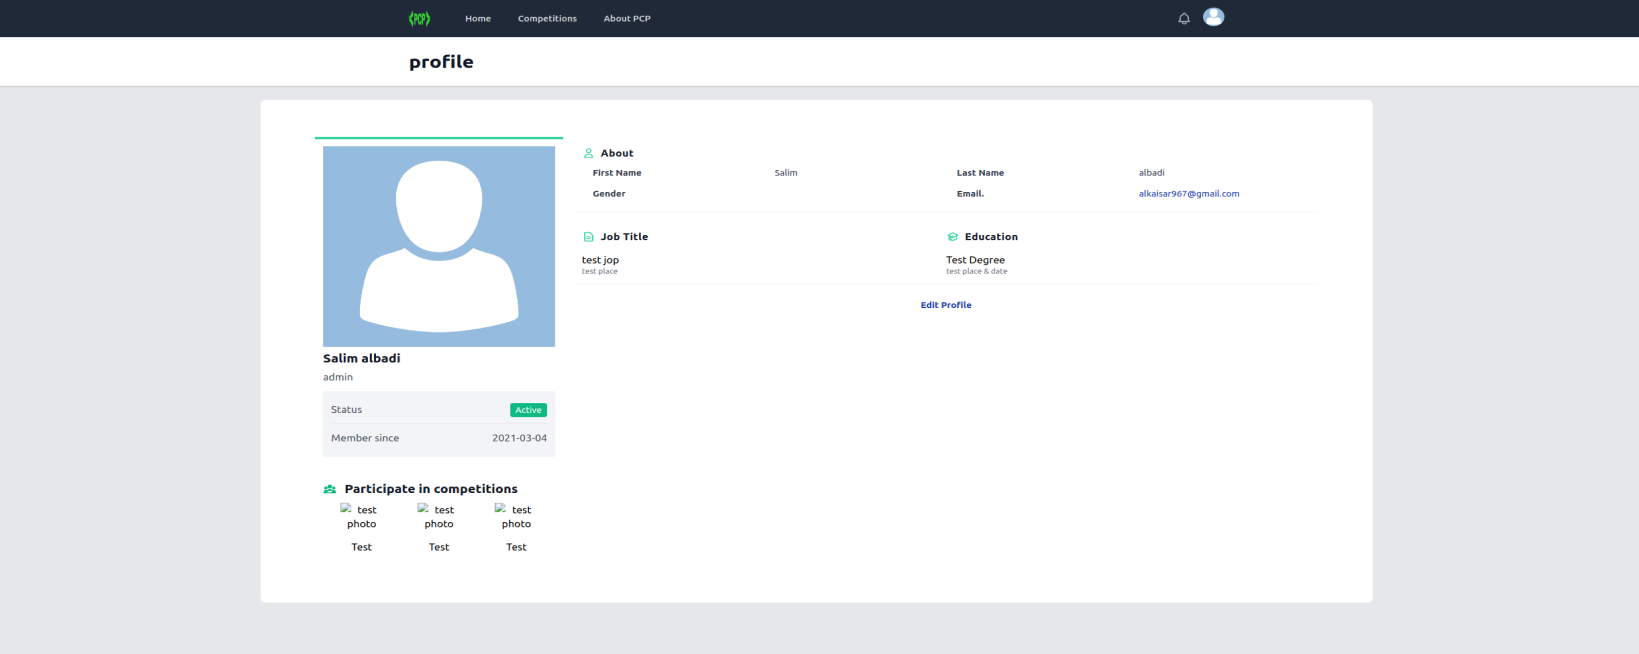 PCP Home Competitions About PCP
profile
About
First Name Salim Last Name albadi
Gender Email. alkaisar967@gmail.com
Job Title Education
test jop Test Degree
test place test place & date
Edit Profile
Salim albadi
admin
Status Active
Member since 2021-03-04
Participate in competitions
test test test
photo photo photo
Test Test Test